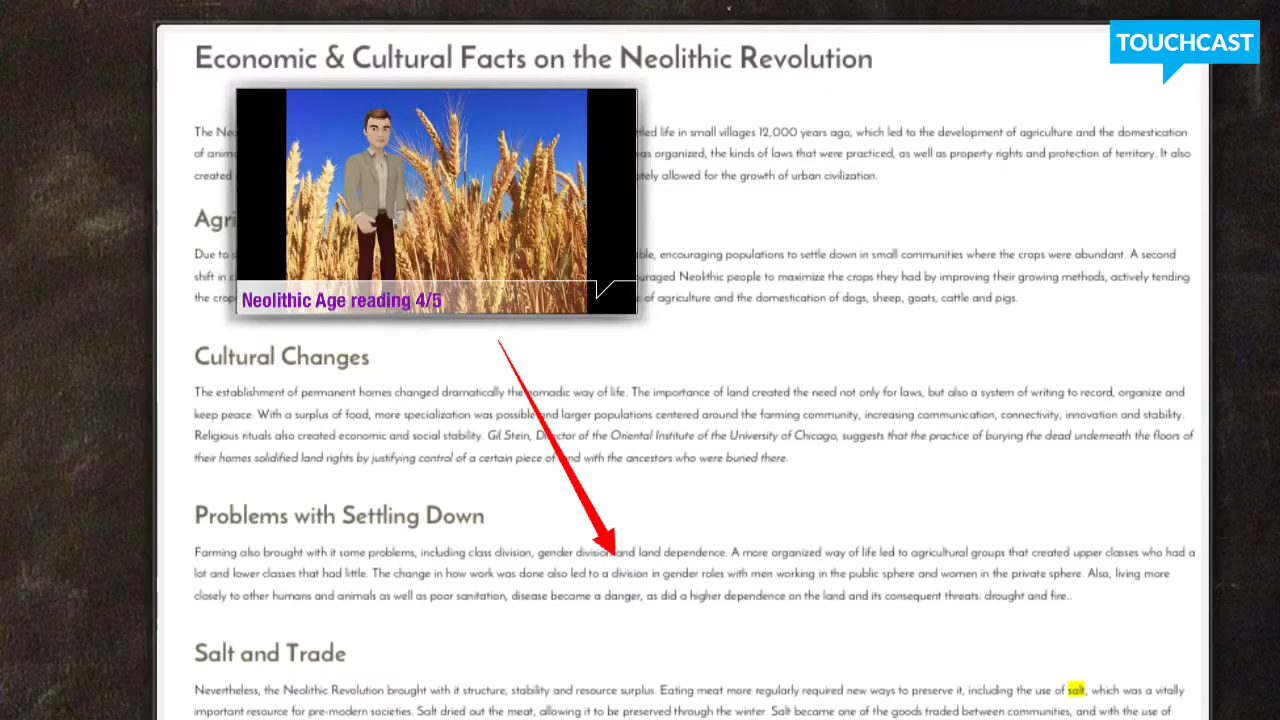 Economic & Cultural Facts on the Neolithic Revolution
TOUCHCAST
The Neo
tled life in small villages 12,000 years ago, which led to the development of agriculture and the domestication
of anima
as organized, the kinds of laws that were practiced, as well as property rights and protection of territory. It also
created
tely allowed for the growth of urban civilization.
Agri
Due to
ble, encouraging populations to settle down in small communities where the crops were abundant. A second
shift in c
ouraged Neolithic people to maximize the crops they had by improving their growing methods, actively tending
the crop
e of agriculture and the domestication of dogs, sheep, goats, cattle and pigs.
Neolithic Age reading 4/5
Cultural Changes
The establishment of permanent homes changed dramatically the nomadic way of life. The importance of land created the need not only for laws, but also a system of writing to record, organize and
keep peace. With a surplus of food, more specialization was possible and larger populations centered around the farming community, increasing communication, connectivity, innovation and stability.
Religious rituals also created economic and social stability. Gil Stein, Director of the Oriental Institute of the University of Chicago, suggests that the practice of burying the dead underneath the floors of
their homes solidified land rights by justifying control of a certain piece of land with the ancestors who were buried there.
Problems with Settling Down
Farming also brought with it some problems, including class division, gender division and land dependence. A more organized way of life led to agricultural groups that created upper classes who had a
lot and lower classes that had little. The change in how work was done also led to a division in gender roles with men working in the public sphere and women in the private sphere. Also, living more
closely to other humans and animals as well as poor sanitation, disease became a danger, as did a higher dependence on the land and its consequent threats: drought and fire..
Salt and Trade
Nevertheless, the Neolithic Revolution brought with it structure, stability and resource surplus. Eating meat more regularly required new ways to preserve it, including the use of salt, which was a vitally
important resource for pre-modern societies. Salt dried out the meat, allowing it to be preserved through the winter. Salt became one of the goods traded between communities, and with the use of